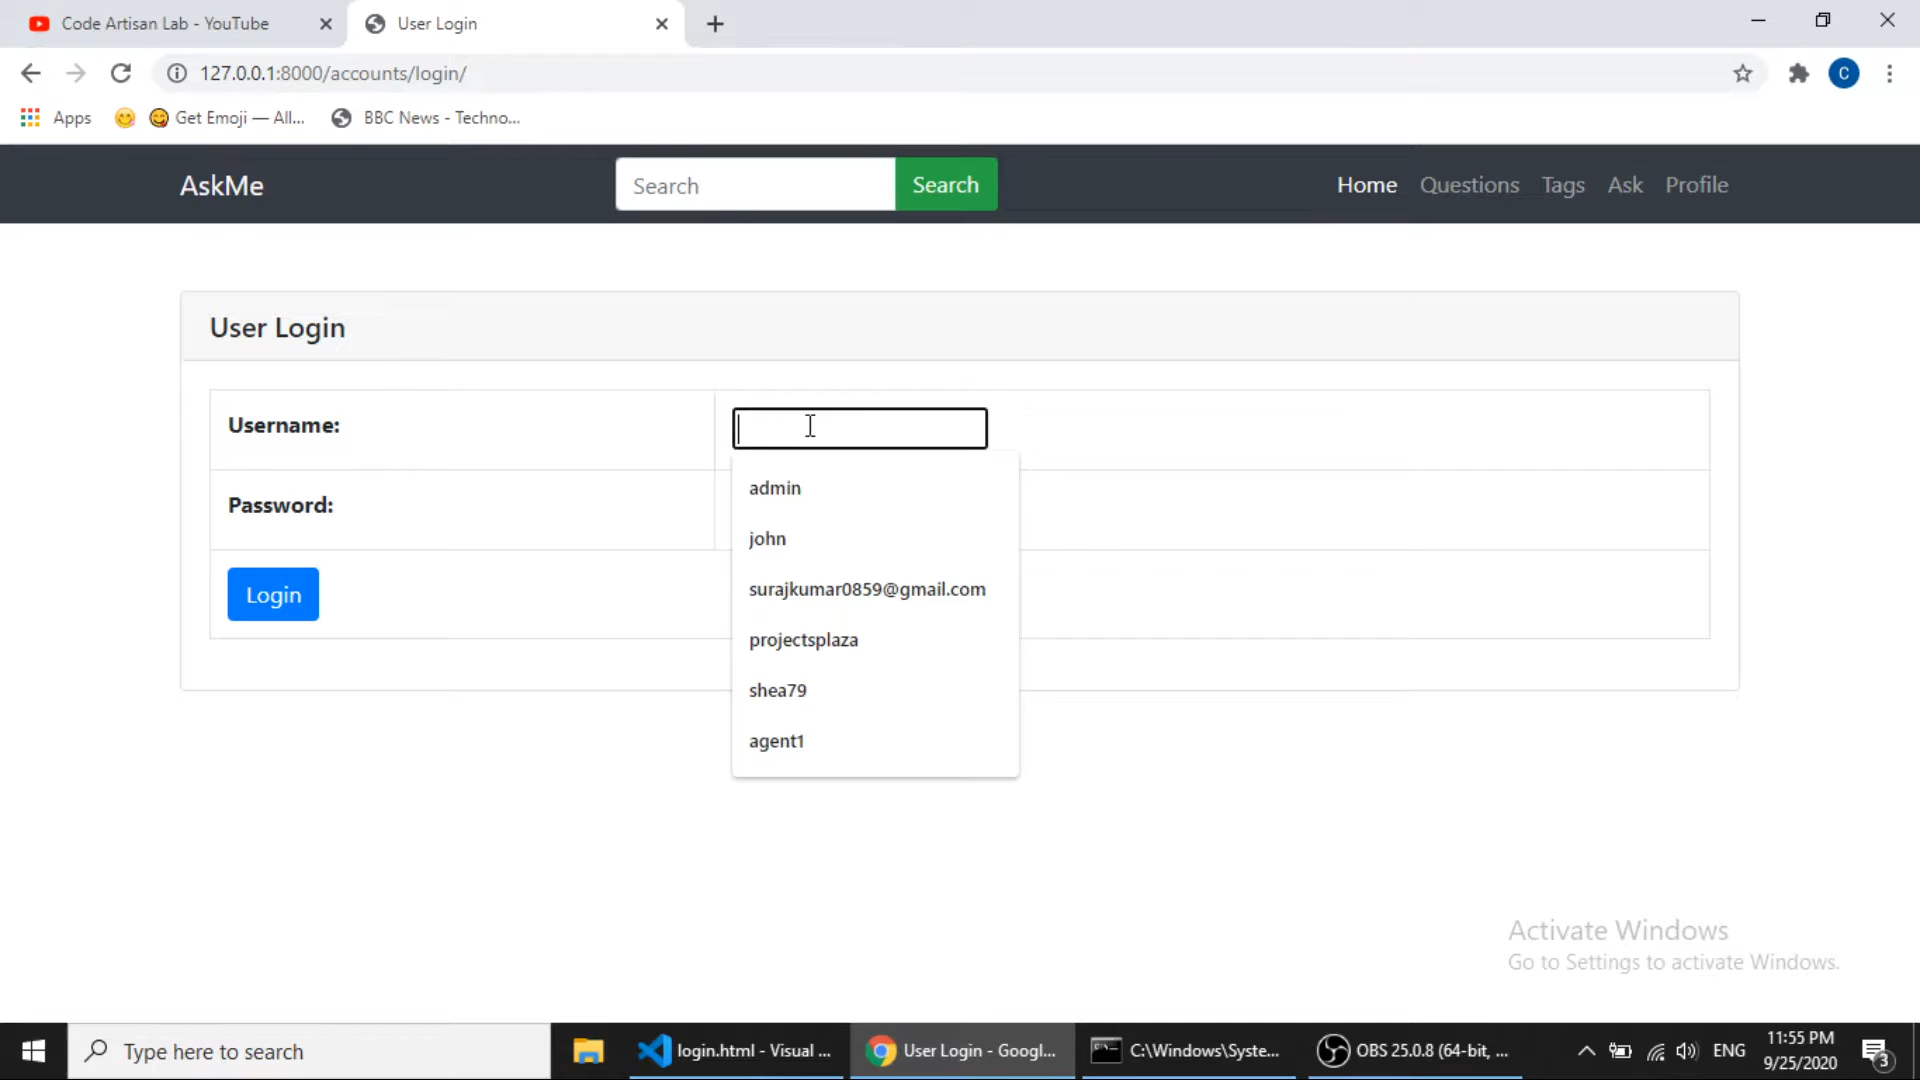 Code Artisan Lab - YouTube
User Login
127.0.0.1:8000/accounts/login/
C
Apps
Get Emoji — All...
BBC News - Techno...
AskMe
Search
Search
Home
Questions
Tags
Ask
Profile
User Login
Username:
admin
john
surajkumar0859@gmail.com
projectsplaza
shea79
agent1
Password:
Login
Activate Windows
Go to Settings to activate Windows.
Type here to search
login.html - Visual ...
User Login - Googl...
C:\Windows\Syste...
OBS 25.0.8 (64-bit, ...
ENG
11:55 PM
9/25/2020
3